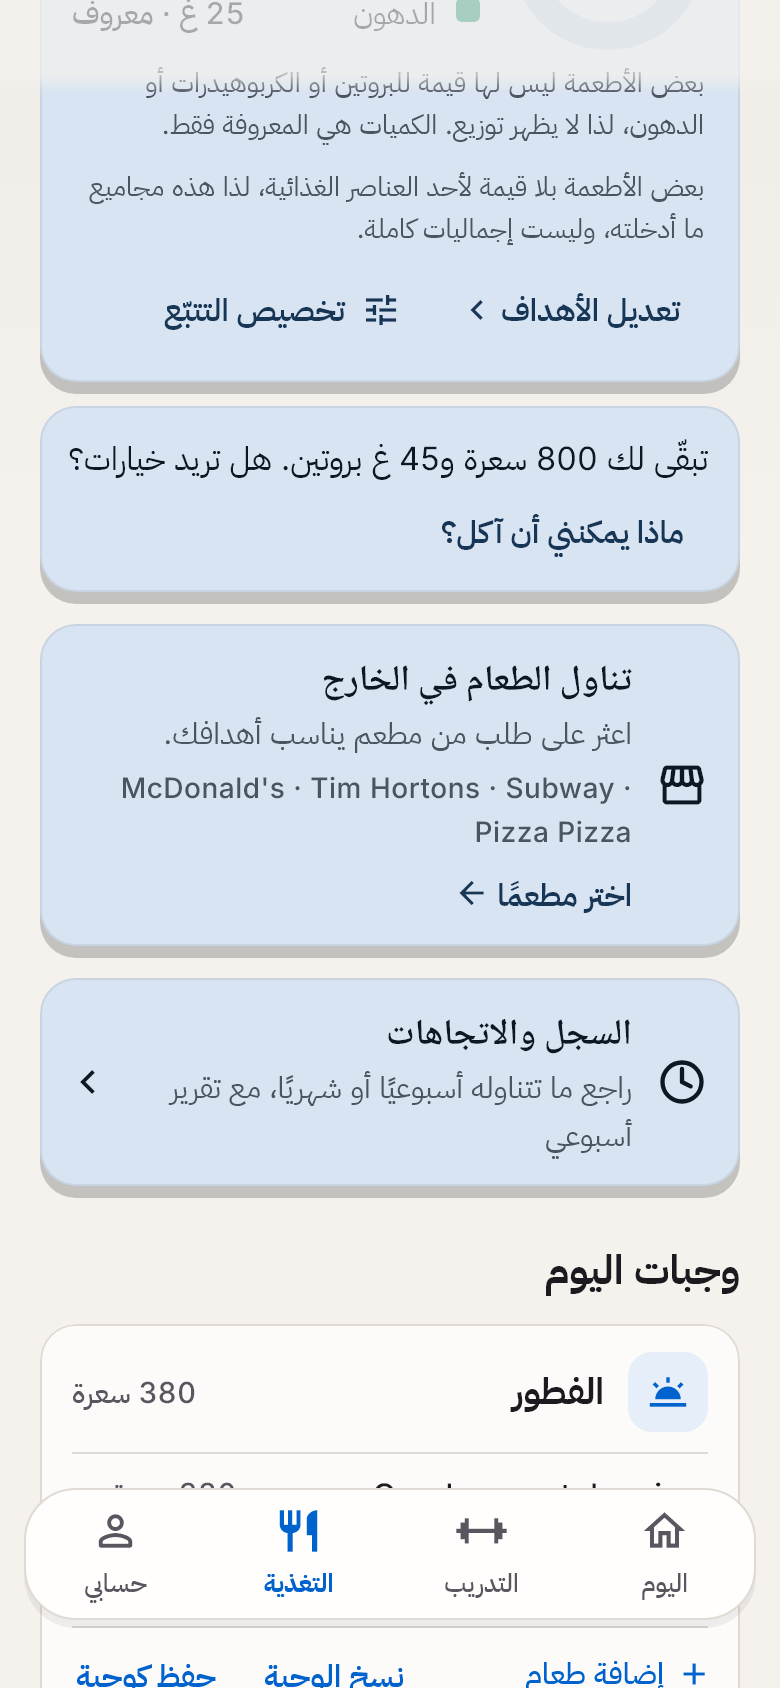 الدهون 25 غ · معروف
بعض الأطعمة ليس لها قيمة للبروتين أو الكربوهيدرات أو
الدهون، لذا لا يظهر توزيع. الكميات هي المعروفة فقط.
بعض الأطعمة بلا قيمة لأحد العناصر الغذائية، لذا هذه مجاميع
ما أدخلته، وليست إجماليات كاملة.
تعديل الأهداف تخصيص التتبّع
تبقّى لك 800 سعرة و45 غ بروتين. هل تريد خيارات؟
ماذا يمكنني أن آكل؟
تناول الطعام في الخارج
اعثر على طلب من مطعم يناسب أهدافك.
McDonald's · Tim Hortons · Subway ·
Pizza Pizza
اختر مطعمًا ←
السجل والاتجاهات
راجع ما تتناوله أسبوعيًا أو شهريًا، مع تقرير
أسبوعي
وجبات اليوم
الفطور 380 سعرة
اليوم التدريب التغذية حسابي
+ إضافة طعام نسخ الوجبة حفظ كوجبة